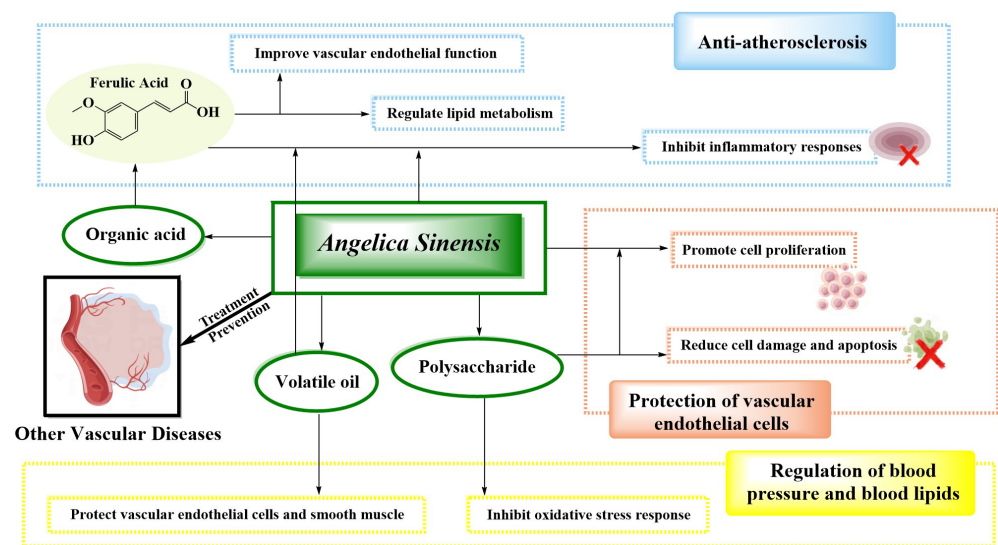 Anti-atherosclerosis
Improve vascular endothelial function
Ferulic Acid
O
O
OH
HO
Regulate lipid metabolism
Inhibit inflammatory responses
Organic acid
Angelica Sinensis
Promote cell proliferation
Treatment
Prevention
Reduce cell damage and apoptosis
Volatile oil
Polysaccharide
Protection of vascular
endothelial cells
Other Vascular Diseases
Regulation of blood
pressure and blood lipids
Protect vascular endothelial cells and smooth muscle
Inhibit oxidative stress response